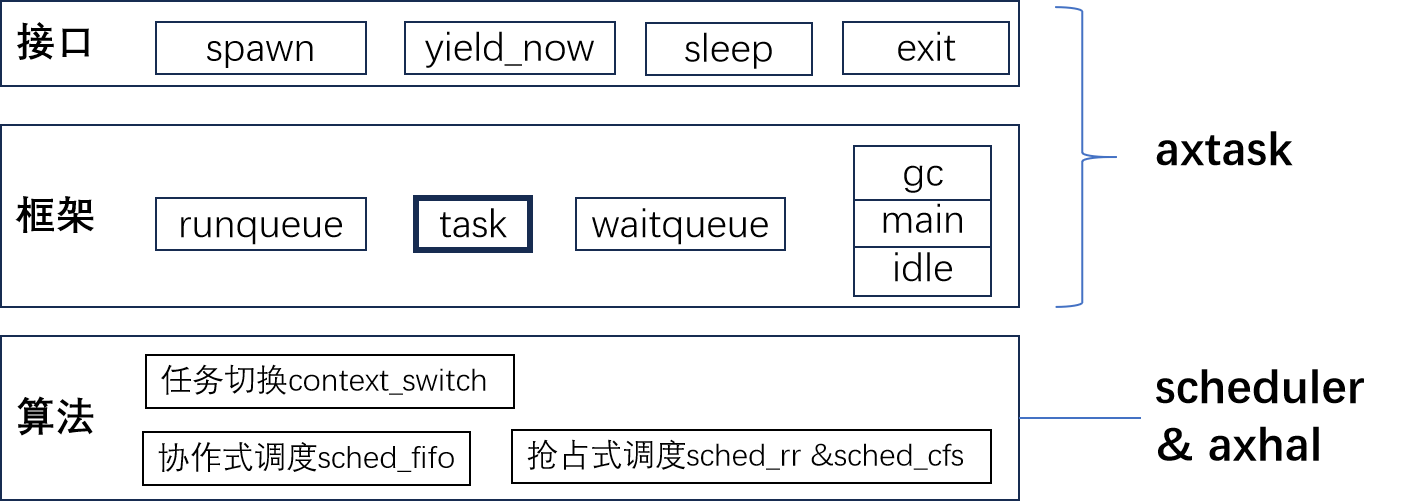 接口
spawn
yield_now
sleep
exit
框架
runqueue
task
waitqueue
gc
main
idle
axtask
算法
任务切换context_switch
协作式调度sched_fifo
抢占式调度sched_rr &sched_cfs
scheduler
& axhal